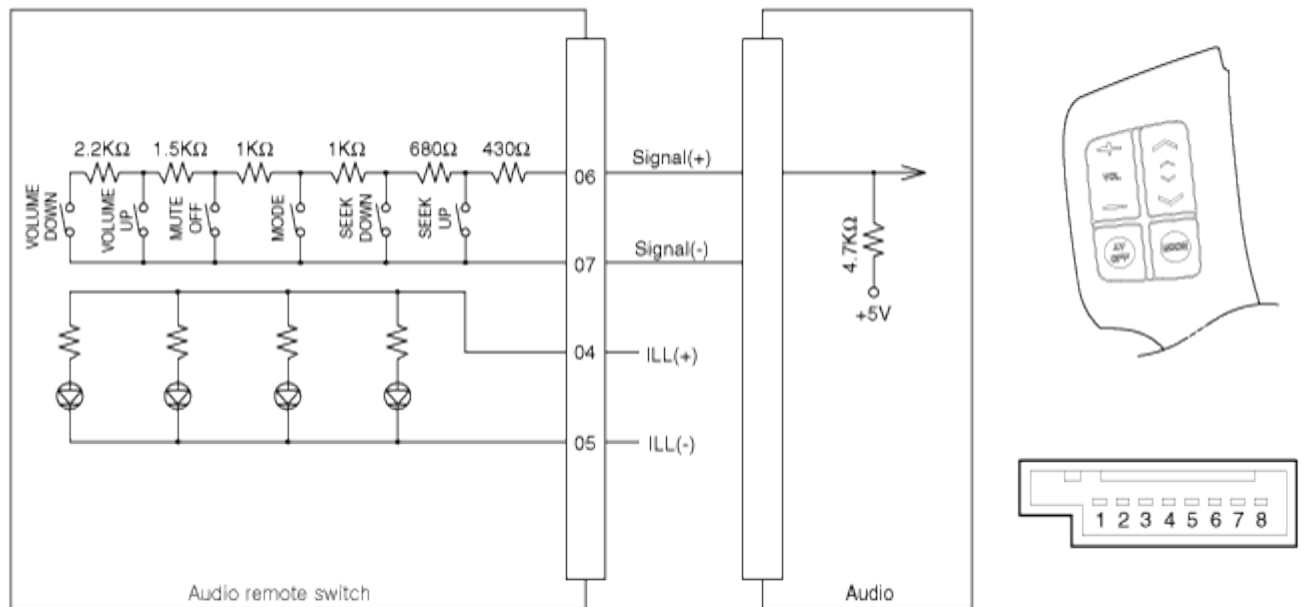 2.2KΩ 1.5KΩ 1KΩ 1KΩ 680Ω 430Ω
VOLUME DOWN
VOLUME UP
MUTE OFF
MODE
SEEK DOWN
SEEK UP
06
07
04
05
Signal(+)
Signal(-)
ILL(+)
ILL(-)
4.7KΩ
+5V
Audio remote switch
Audio
+
VOL
—
OFF
MODE
1 2 3 4 5 6 7 8